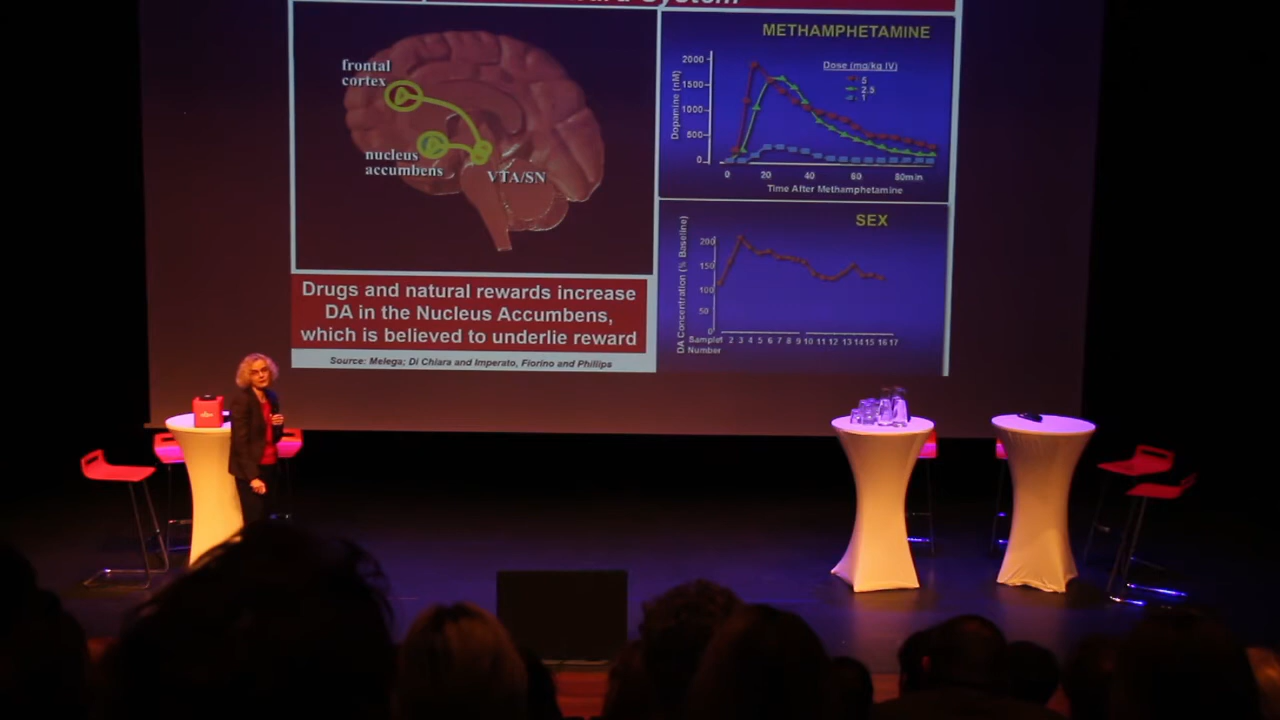 System
frontal
cortex
nucleus
accumbens
VTA/SN
Drugs and natural rewards increase
DA in the Nucleus Accumbens,
which is believed to underlie reward
Source: Melega; Di Chiara and Imperato, Fiorino and Phillips
METHAMPHETAMINE
Dose (mg/kg IV)
5
2.5
1
Dopamine (nM)
2000
1500
1000
500
0
0 20 40 60 80min
Time After Methamphetamine
SEX
DA Concentration (% Baseline)
200
150
100
50
0
Sample1 2 3 4 5 6 7 8 9 10 11 12 13 14 15 16 17
Number